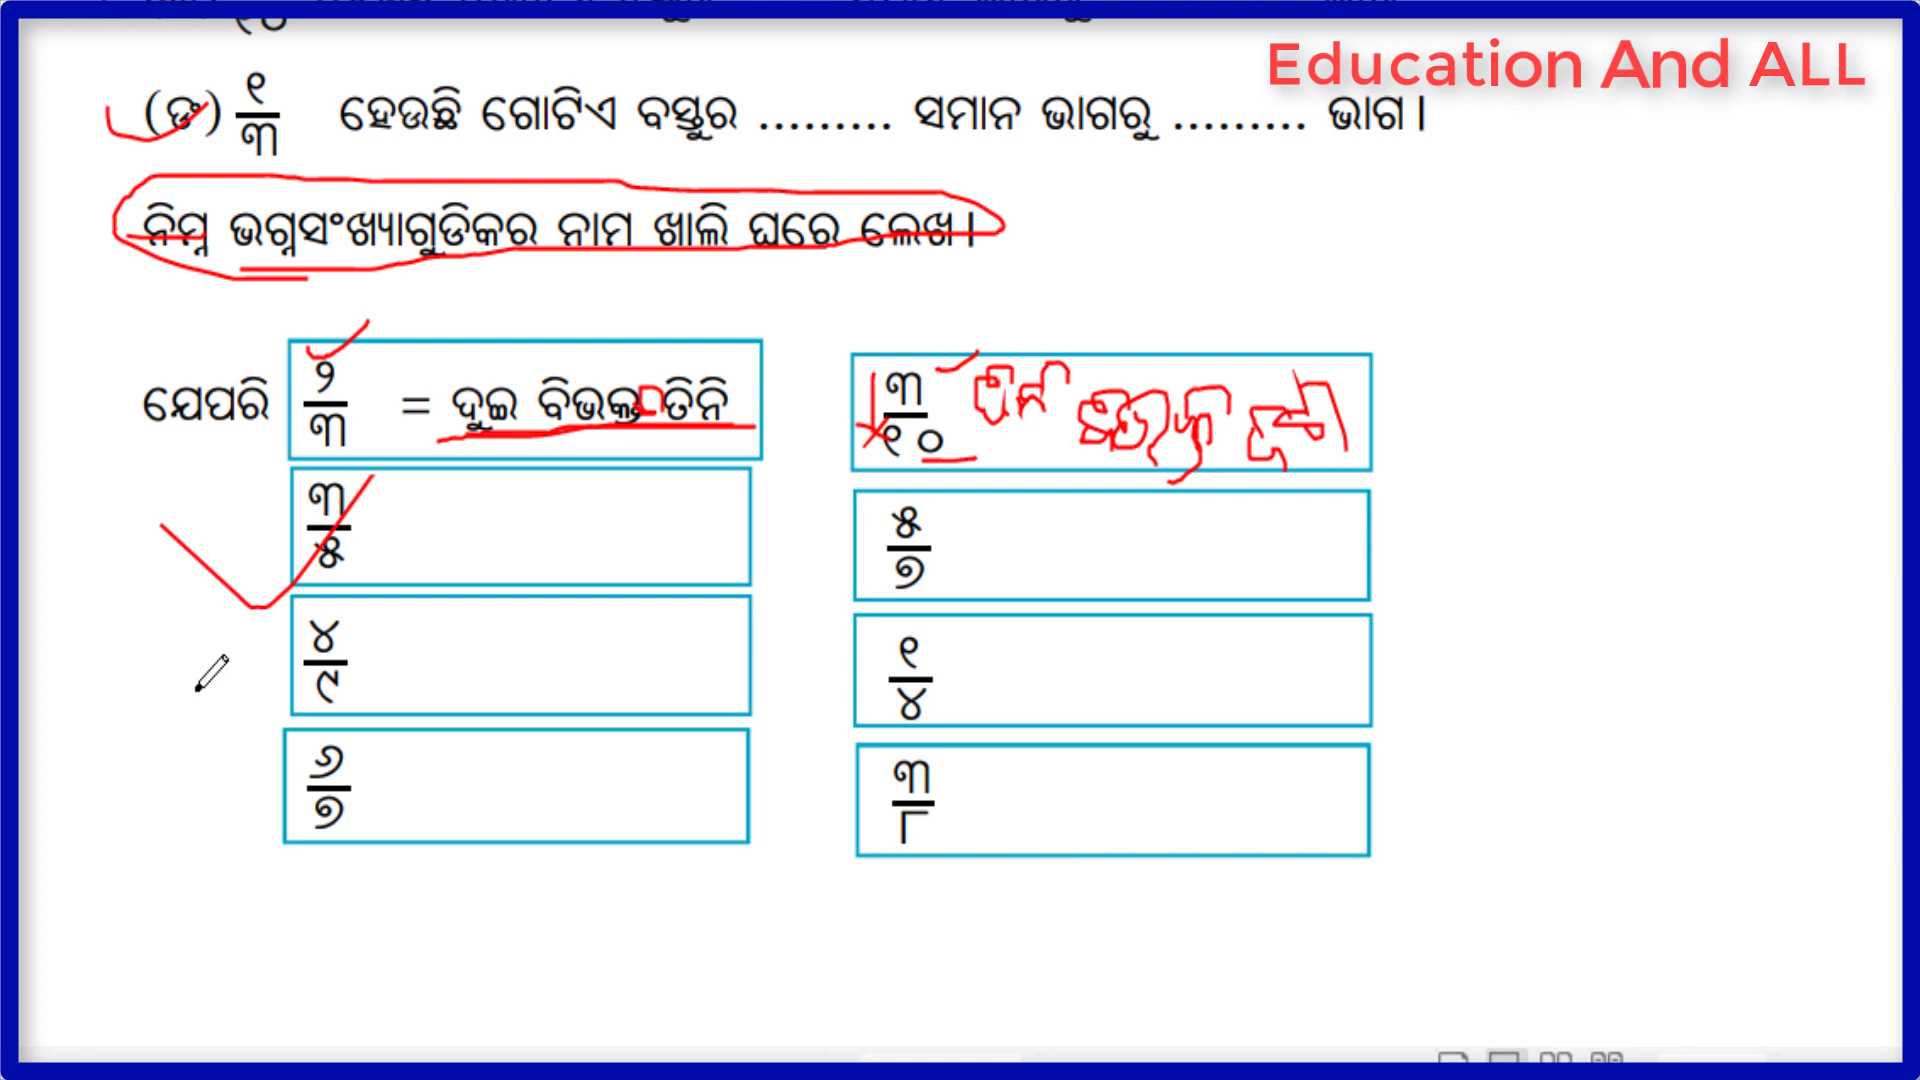 Education And ALL
(ଙ) ୧/୩ ହେଉଛି ଗୋଟିଏ ବସ୍ତୁର ......... ସମାନ ଭାଗରୁ ......... ଭାଗ।
ନିମ୍ନ ଭଗ୍ନସଂଖ୍ୟାଗୁଡିକର ନାମ ଖାଲି ଘରେ ଲେଖ।
ଯେପରି ୨/୩ = ଦୁଇ ବିଭକ୍ତ ତିନି
୩/୧୦
୩/୫
୫/୭
୪/୯
୧/୪
୬/୭
୩/୮